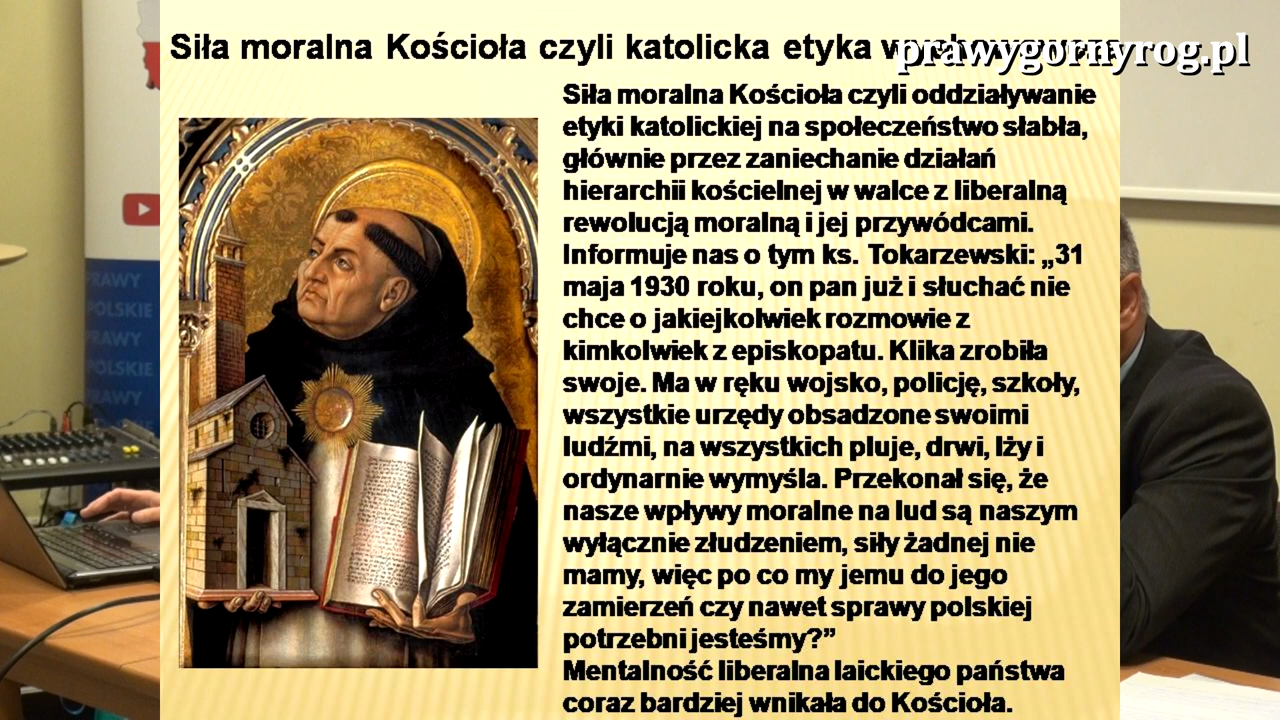 Siła moralna Kościoła czyli katolicka etyka
prawygornyrog.pl
Siła moralna Kościoła czyli oddziaływanie
etyki katolickiej na społeczeństwo słabła,
głównie przez zaniechanie działań
hierarchii kościelnej w walce z liberalną
rewolucją moralną i jej przywódcami.
Informuje nas o tym ks. Tokarzewski: „31
maja 1930 roku, on pan już i słuchać nie
chce o jakiejkolwiek rozmowie z
kimkolwiek z episkopatu. Klika zrobiła
swoje. Ma w ręku wojsko, policję, szkoły,
wszystkie urzędy obsadzone swoimi
ludźmi, na wszystkich pluje, drwi, lży i
ordynarnie wymyśla. Przekonał się, że
nasze wpływy moralne na lud są naszym
wyłącznie złudzeniem, siły żadnej nie
mamy, więc po co my jemu do jego
zamierzeń czy nawet sprawy polskiej
potrzebni jesteśmy?”
Mentalność liberalna laickiego państwa
coraz bardziej wnikała do Kościoła.
PRAWY
POLSKIE
PRAWY
POLSKIE
PRAWY